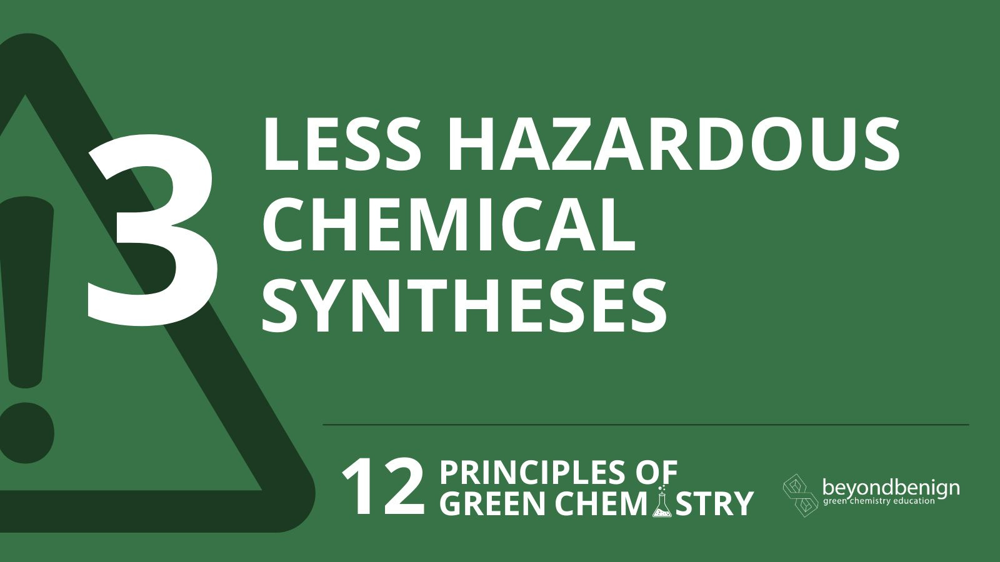 3
LESS HAZARDOUS
CHEMICAL
SYNTHESES
12
PRINCIPLES OF
GREEN CHEMISTRY
beyondbenign
green chemistry education